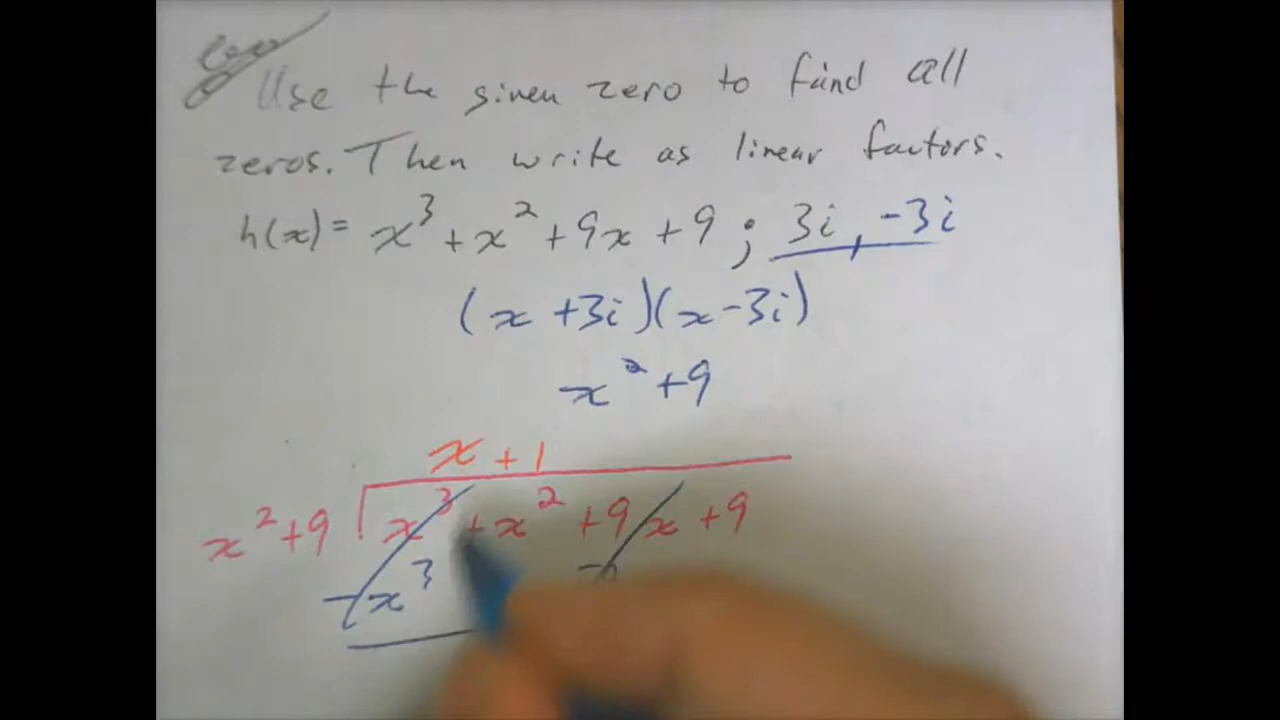 Use the given zero to find all
zeros. Then write as linear factors.
h(x) = x³ + x² + 9x + 9 ; 3i, -3i
(x + 3i)(x - 3i)
x² + 9
x + 1
x² + 9 x³ + x² + 9x + 9
-x³